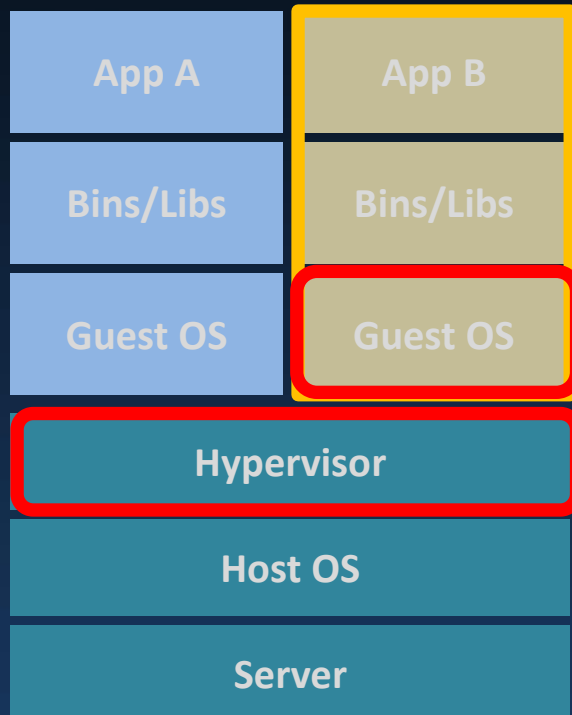 App A
App B
Bins/Libs
Bins/Libs
Guest OS
Guest OS
Hypervisor
Host OS
Server